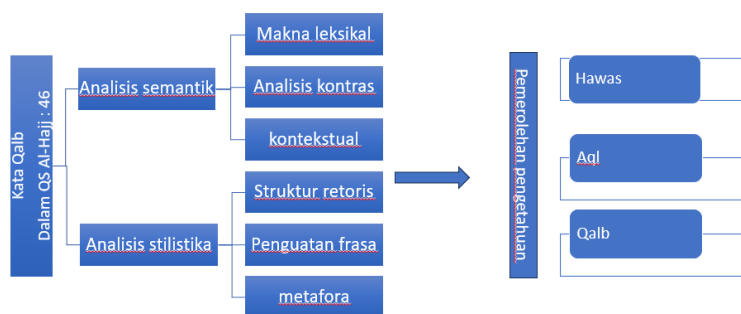 Kata Qalb
Dalam QS Al-Hajj : 46
Analisis semantik
Makna leksikal
Analisis kontras
kontekstual
Analisis stilistika
Struktur retoris
Penguatan frasa
metafora
Pemerolehan pengetahuan
Hawas
Aql
Qalb